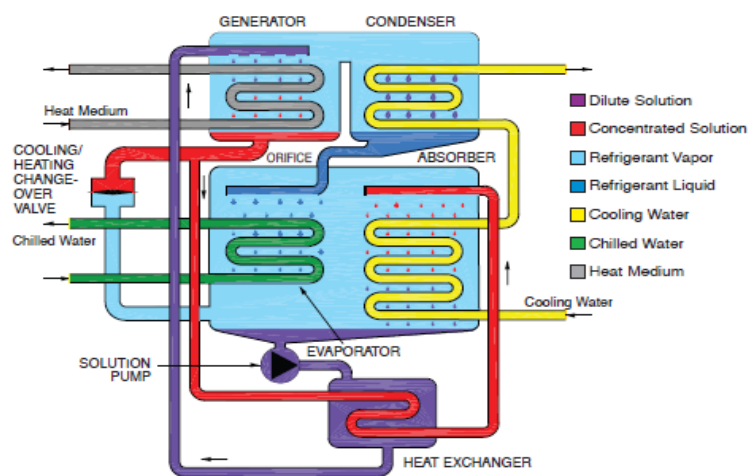 GENERATOR
CONDENSER
Heat Medium
COOLING/
HEATING
CHANGE-
OVER
VALVE
ORIFICE
ABSORBER
Chilled Water
Cooling Water
EVAPORATOR
SOLUTION
PUMP
HEAT EXCHANGER
Dilute Solution
Concentrated Solution
Refrigerant Vapor
Refrigerant Liquid
Cooling Water
Chilled Water
Heat Medium